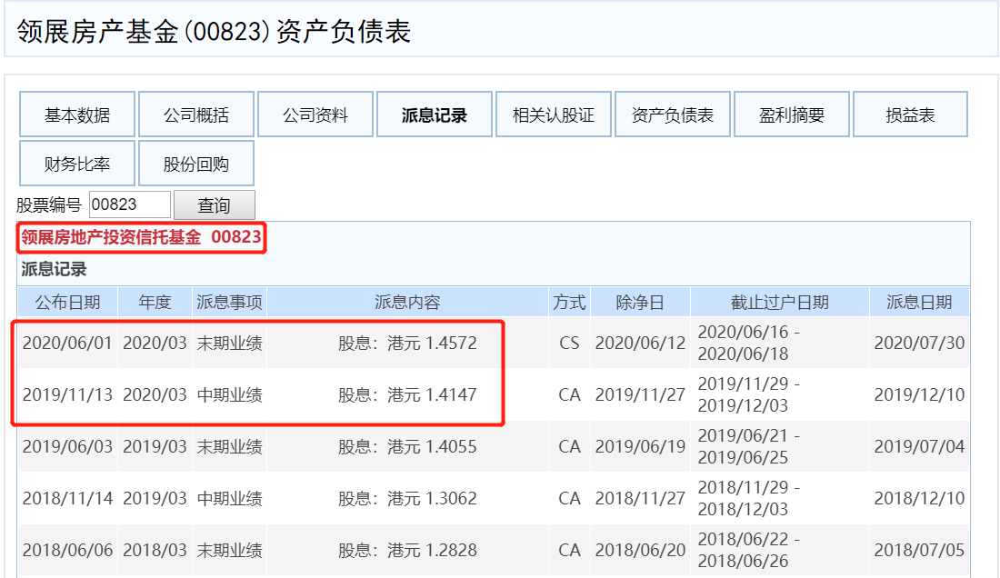 领展房产基金(00823)资产负债表
基本数据 公司概括 公司资料 派息记录 相关认股证 资产负债表 盈利摘要 损益表
财务比率 股份回购
股票编号 00823 查询
领展房地产投资信托基金 00823
派息记录
公布日期 年度 派息事项 派息内容 方式 除净日 截止过户日期 派息日期
2020/06/01 2020/03 末期业绩 股息：港元 1.4572 CS 2020/06/12 2020/06/16 - 2020/06/18 2020/07/30
2019/11/13 2020/03 中期业绩 股息：港元 1.4147 CA 2019/11/27 2019/11/29 - 2019/12/03 2019/12/10
2019/06/03 2019/03 末期业绩 股息：港元 1.4055 CA 2019/06/19 2019/06/21 - 2019/06/25 2019/07/04
2018/11/14 2019/03 中期业绩 股息：港元 1.3062 CA 2018/11/27 2018/11/29 - 2018/12/03 2018/12/10
2018/06/06 2018/03 末期业绩 股息：港元 1.2828 CA 2018/06/20 2018/06/22 - 2018/06/26 2018/07/05